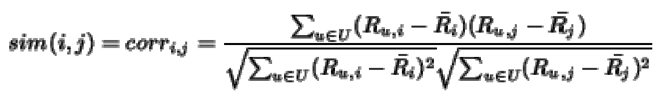 sim(i, j) = corr_{i,j} = \frac{\sum_{u \in U}(R_{u,i} - \bar{R}_i)(R_{u,j} - \bar{R}_j)}{\sqrt{\sum_{u \in U}(R_{u,i} - \bar{R}_i)^2}\sqrt{\sum_{u \in U}(R_{u,j} - \bar{R}_j)^2}}